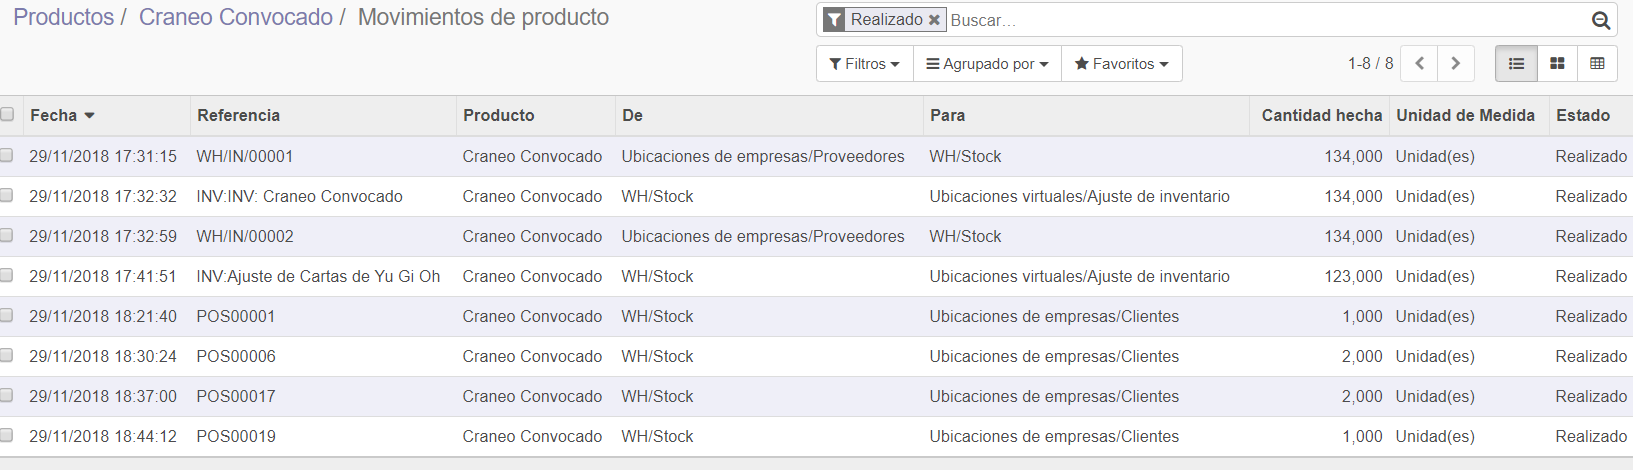 Productos / Craneo Convocado / Movimientos de producto
Realizado Buscar...
Filtros Agrupado por Favoritos 1-8 / 8
Fecha Referencia Producto De Para Cantidad hecha Unidad de Medida Estado
29/11/2018 17:31:15 WH/IN/00001 Craneo Convocado Ubicaciones de empresas/Proveedores WH/Stock 134,000 Unidad(es) Realizado
29/11/2018 17:32:32 INV:INV: Craneo Convocado Craneo Convocado WH/Stock Ubicaciones virtuales/Ajuste de inventario 134,000 Unidad(es) Realizado
29/11/2018 17:32:59 WH/IN/00002 Craneo Convocado Ubicaciones de empresas/Proveedores WH/Stock 134,000 Unidad(es) Realizado
29/11/2018 17:41:51 INV:Ajuste de Cartas de Yu Gi Oh Craneo Convocado WH/Stock Ubicaciones virtuales/Ajuste de inventario 123,000 Unidad(es) Realizado
29/11/2018 18:21:40 POS00001 Craneo Convocado WH/Stock Ubicaciones de empresas/Clientes 1,000 Unidad(es) Realizado
29/11/2018 18:30:24 POS00006 Craneo Convocado WH/Stock Ubicaciones de empresas/Clientes 2,000 Unidad(es) Realizado
29/11/2018 18:37:00 POS00017 Craneo Convocado WH/Stock Ubicaciones de empresas/Clientes 2,000 Unidad(es) Realizado
29/11/2018 18:44:12 POS00019 Craneo Convocado WH/Stock Ubicaciones de empresas/Clientes 1,000 Unidad(es) Realizado